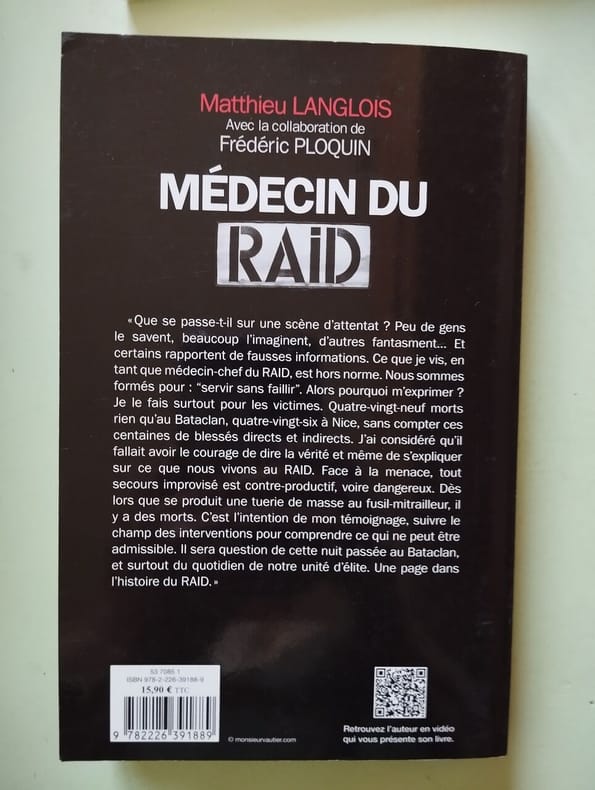 Matthieu LANGLOIS
Avec la collaboration de
Frédéric PLOQUIN
MÉDECIN DU
RAiD
« Que se passe-t-il sur une scène d'attentat ? Peu de gens
le savent, beaucoup l'imaginent, d'autres fantasment... Et
certains rapportent de fausses informations. Ce que je vis, en
tant que médecin-chef du RAID, est hors norme. Nous sommes
formés pour : “servir sans faillir”. Alors pourquoi m'exprimer ?
Je le fais surtout pour les victimes. Quatre-vingt-neuf morts
rien qu'au Bataclan, quatre-vingt-six à Nice, sans compter ces
centaines de blessés directs et indirects. J'ai considéré qu'il
fallait avoir le courage de dire la vérité et même de s'expliquer
sur ce que nous vivons au RAID. Face à la menace, tout
secours improvisé est contre-productif, voire dangereux. Dès
lors que se produit une tuerie de masse au fusil-mitrailleur, il
y a des morts. C'est l'intention de mon témoignage, suivre le
champ des interventions pour comprendre ce qui ne peut être
admissible. Il sera question de cette nuit passée au Bataclan,
et surtout du quotidien de notre unité d'élite. Une page dans
l'histoire du RAID. »
53 7085 1
ISBN 978-2-226-39188-9
15,90 € TTC
9 782226 391889
© monsieurvautier.com
Retrouvez l'auteur en vidéo
qui vous présente son livre.